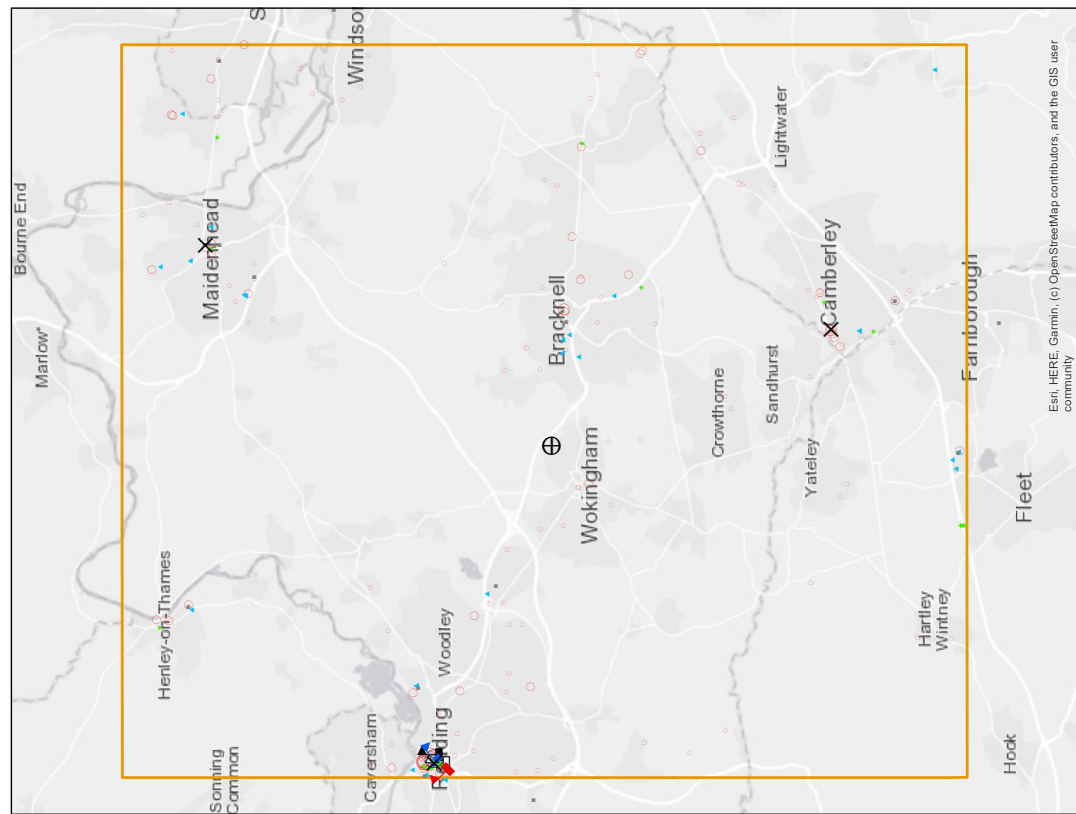 Bourne End
Marlow
Maidenhead
S
Windsor
Henley-on-Thames
Sonning
Common
Caversham
Woodley
Reading
Wokingham
Bracknell
Crowthorne
Sandhurst
Yateley
Lightwater
Camberley
Farnborough
Fleet
Hartley
Wintney
Hook
Esri, HERE, Garmin, (c) OpenStreetMap contributors, and the GIS user
community